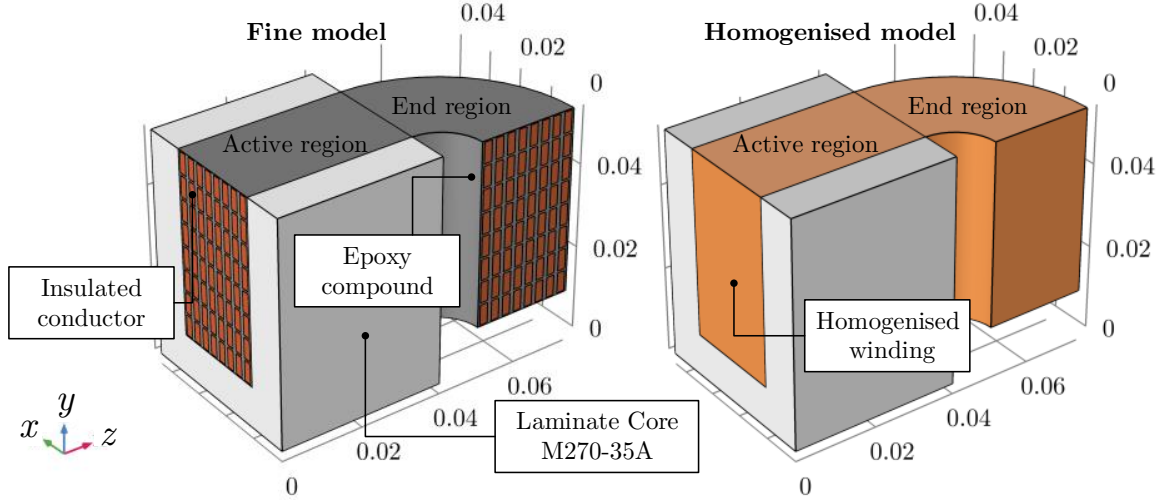 Fine model
0.04
0.02
0
End region
Active region
0.04
0.02
0
Insulated
conductor
Epoxy
compound
Laminate Core
M270-35A
0.06
0.04
0.02
0
x
y
z
Homogenised model
0.04
0.02
0
End region
Active region
0.04
0.02
0
Homogenised
winding
0.06
0.04
0.02
0